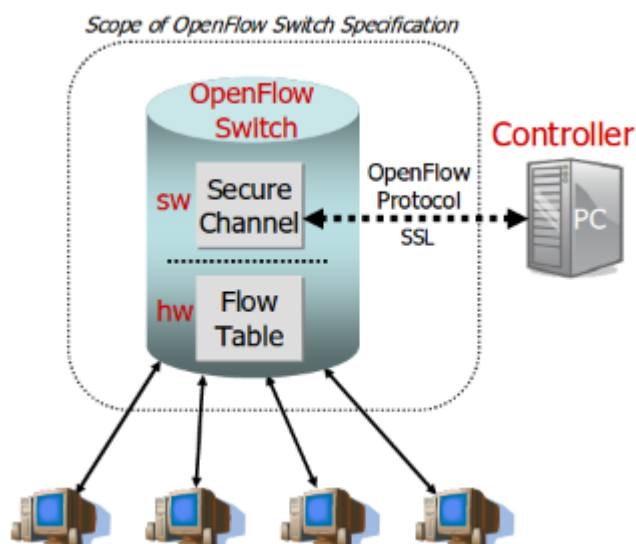 Scope of OpenFlow Switch Specification
OpenFlow
Switch
Controller
sw
Secure
Channel
OpenFlow
Protocol
SSL
PC
hw
Flow
Table